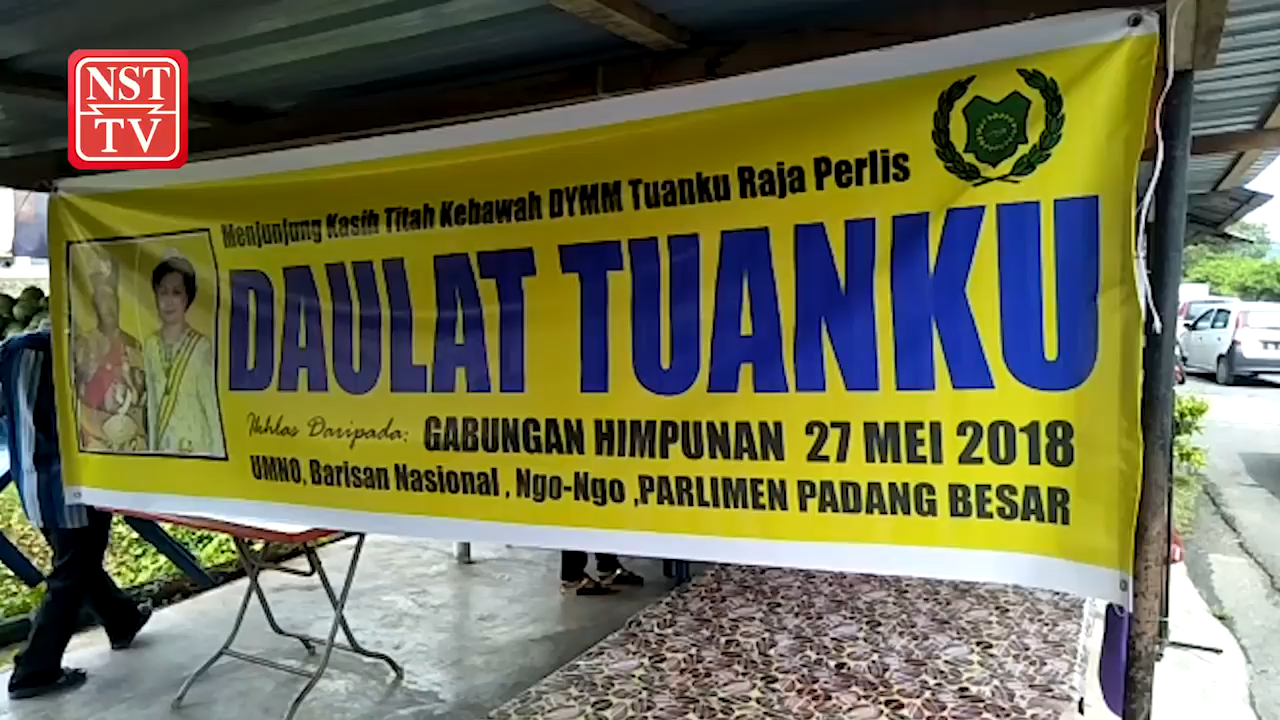 NST
TV
Menjunjung Kasih Titah Kebawah DYMM Tuanku Raja Perlis
DAULAT TUANKU
Ikhlas Daripada: GABUNGAN HIMPUNAN 27 MEI 2018
UMNO, Barisan Nasional , Ngo-Ngo ,PARLIMEN PADANG BESAR